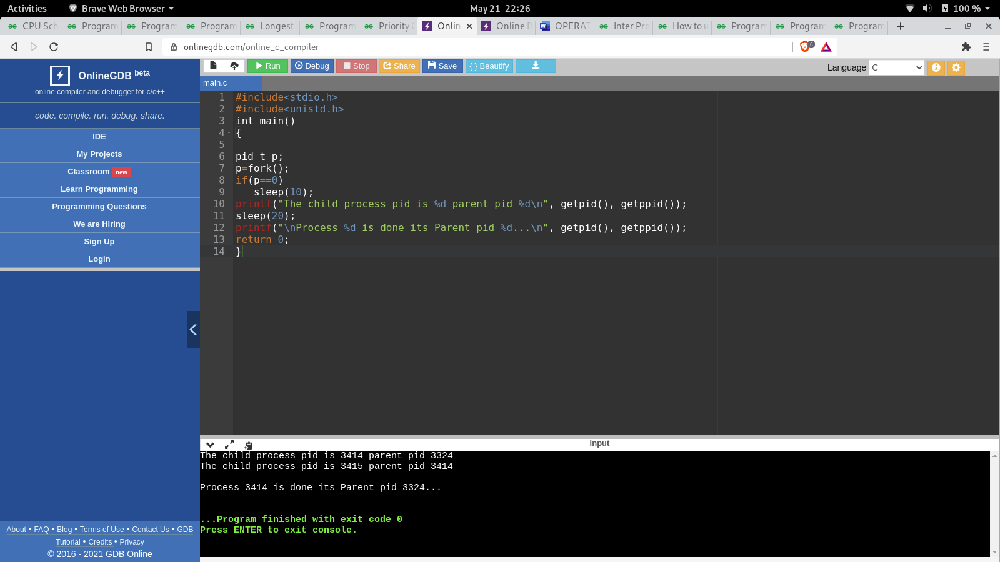 Activities Brave Web Browser May 21 22:26 100 %
CPU Sch Program Program Program Longest Program Priority Onlin Online B OPERAT Inter Pro How to u Program Program Program
onlinegdb.com/online_c_compiler 6
OnlineGDB beta
online compiler and debugger for c/c++
code. compile. run. debug. share.
IDE
My Projects
Classroom new
Learn Programming
Programming Questions
We are Hiring
Sign Up
Login
About • FAQ • Blog • Terms of Use • Contact Us • GDB
Tutorial • Credits • Privacy
© 2016 - 2021 GDB Online
Run Debug Stop Share Save { } Beautify Language C
main.c
1 #include<stdio.h>
2 #include<unistd.h>
3 int main()
4 {
5
6 pid_t p;
7 p=fork();
8 if(p==0)
9 sleep(10);
10 printf("The child process pid is %d parent pid %d\n", getpid(), getppid());
11 sleep(20);
12 printf("\nProcess %d is done its Parent pid %d...\n", getpid(), getppid());
13 return 0;
14 }
input
The child process pid is 3414 parent pid 3324
The child process pid is 3415 parent pid 3414
Process 3414 is done its Parent pid 3324...
...Program finished with exit code 0
Press ENTER to exit console.